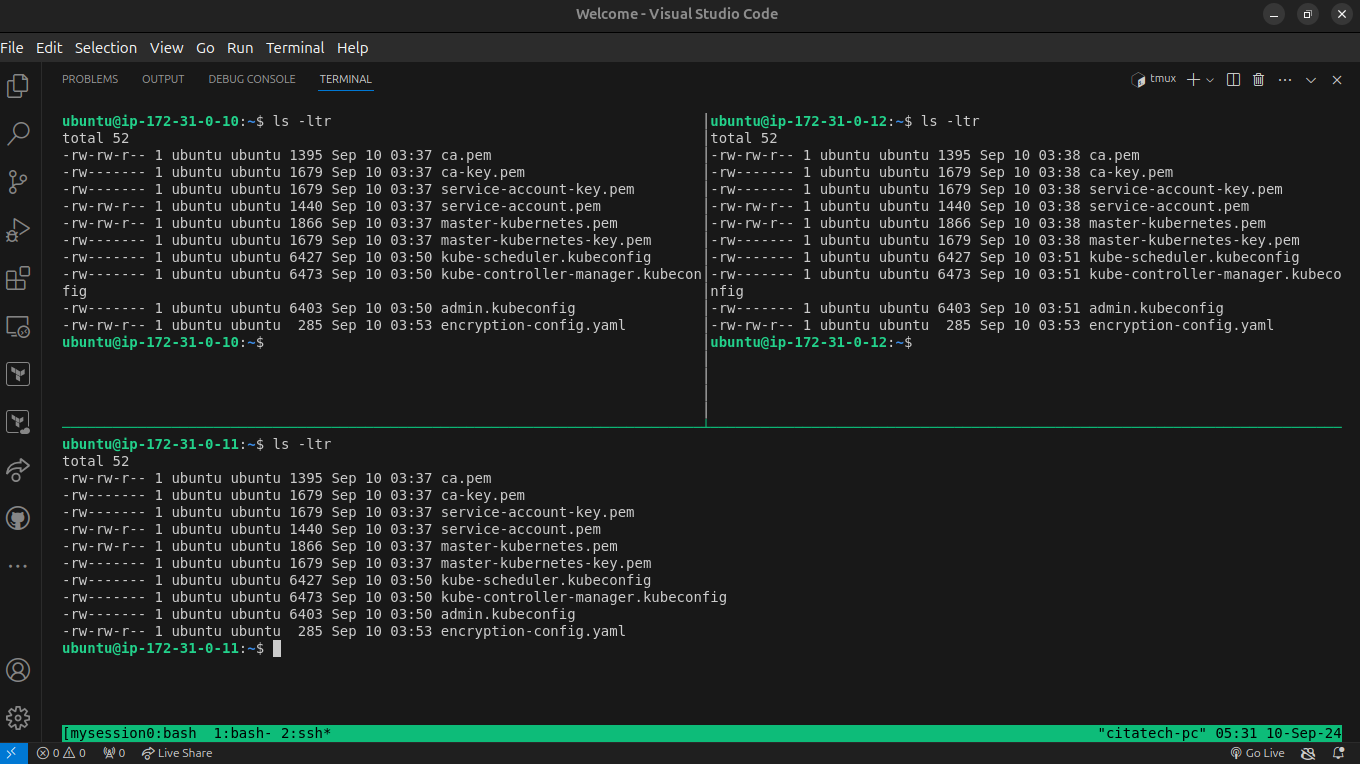 Welcome - Visual Studio Code
File Edit Selection View Go Run Terminal Help
PROBLEMS OUTPUT DEBUG CONSOLE TERMINAL
tmux
ubuntu@ip-172-31-0-10:~$ ls -ltr
total 52
-rw-rw-r-- 1 ubuntu ubuntu 1395 Sep 10 03:37 ca.pem
-rw------- 1 ubuntu ubuntu 1679 Sep 10 03:37 ca-key.pem
-rw------- 1 ubuntu ubuntu 1679 Sep 10 03:37 service-account-key.pem
-rw-rw-r-- 1 ubuntu ubuntu 1440 Sep 10 03:37 service-account.pem
-rw-rw-r-- 1 ubuntu ubuntu 1866 Sep 10 03:37 master-kubernetes.pem
-rw------- 1 ubuntu ubuntu 1679 Sep 10 03:37 master-kubernetes-key.pem
-rw------- 1 ubuntu ubuntu 6427 Sep 10 03:50 kube-scheduler.kubeconfig
-rw------- 1 ubuntu ubuntu 6473 Sep 10 03:50 kube-controller-manager.kubecon
fig
-rw------- 1 ubuntu ubuntu 6403 Sep 10 03:50 admin.kubeconfig
-rw-rw-r-- 1 ubuntu ubuntu  285 Sep 10 03:53 encryption-config.yaml
ubuntu@ip-172-31-0-10:~$
ubuntu@ip-172-31-0-12:~$ ls -ltr
total 52
-rw-rw-r-- 1 ubuntu ubuntu 1395 Sep 10 03:38 ca.pem
-rw------- 1 ubuntu ubuntu 1679 Sep 10 03:38 ca-key.pem
-rw------- 1 ubuntu ubuntu 1679 Sep 10 03:38 service-account-key.pem
-rw-rw-r-- 1 ubuntu ubuntu 1440 Sep 10 03:38 service-account.pem
-rw-rw-r-- 1 ubuntu ubuntu 1866 Sep 10 03:38 master-kubernetes.pem
-rw------- 1 ubuntu ubuntu 1679 Sep 10 03:38 master-kubernetes-key.pem
-rw------- 1 ubuntu ubuntu 6427 Sep 10 03:51 kube-scheduler.kubeconfig
-rw------- 1 ubuntu ubuntu 6473 Sep 10 03:51 kube-controller-manager.kubeco
nfig
-rw------- 1 ubuntu ubuntu 6403 Sep 10 03:51 admin.kubeconfig
-rw-rw-r-- 1 ubuntu ubuntu  285 Sep 10 03:53 encryption-config.yaml
ubuntu@ip-172-31-0-12:~$
ubuntu@ip-172-31-0-11:~$ ls -ltr
total 52
-rw-rw-r-- 1 ubuntu ubuntu 1395 Sep 10 03:37 ca.pem
-rw------- 1 ubuntu ubuntu 1679 Sep 10 03:37 ca-key.pem
-rw------- 1 ubuntu ubuntu 1679 Sep 10 03:37 service-account-key.pem
-rw-rw-r-- 1 ubuntu ubuntu 1440 Sep 10 03:37 service-account.pem
-rw-rw-r-- 1 ubuntu ubuntu 1866 Sep 10 03:37 master-kubernetes.pem
-rw------- 1 ubuntu ubuntu 1679 Sep 10 03:37 master-kubernetes-key.pem
-rw------- 1 ubuntu ubuntu 6427 Sep 10 03:50 kube-scheduler.kubeconfig
-rw------- 1 ubuntu ubuntu 6473 Sep 10 03:50 kube-controller-manager.kubeconfig
-rw------- 1 ubuntu ubuntu 6403 Sep 10 03:50 admin.kubeconfig
-rw-rw-r-- 1 ubuntu ubuntu  285 Sep 10 03:53 encryption-config.yaml
ubuntu@ip-172-31-0-11:~$
[mysession0:bash  1:bash- 2:ssh* "citatech-pc" 05:31 10-Sep-24
0 0 0 Live Share Go Live